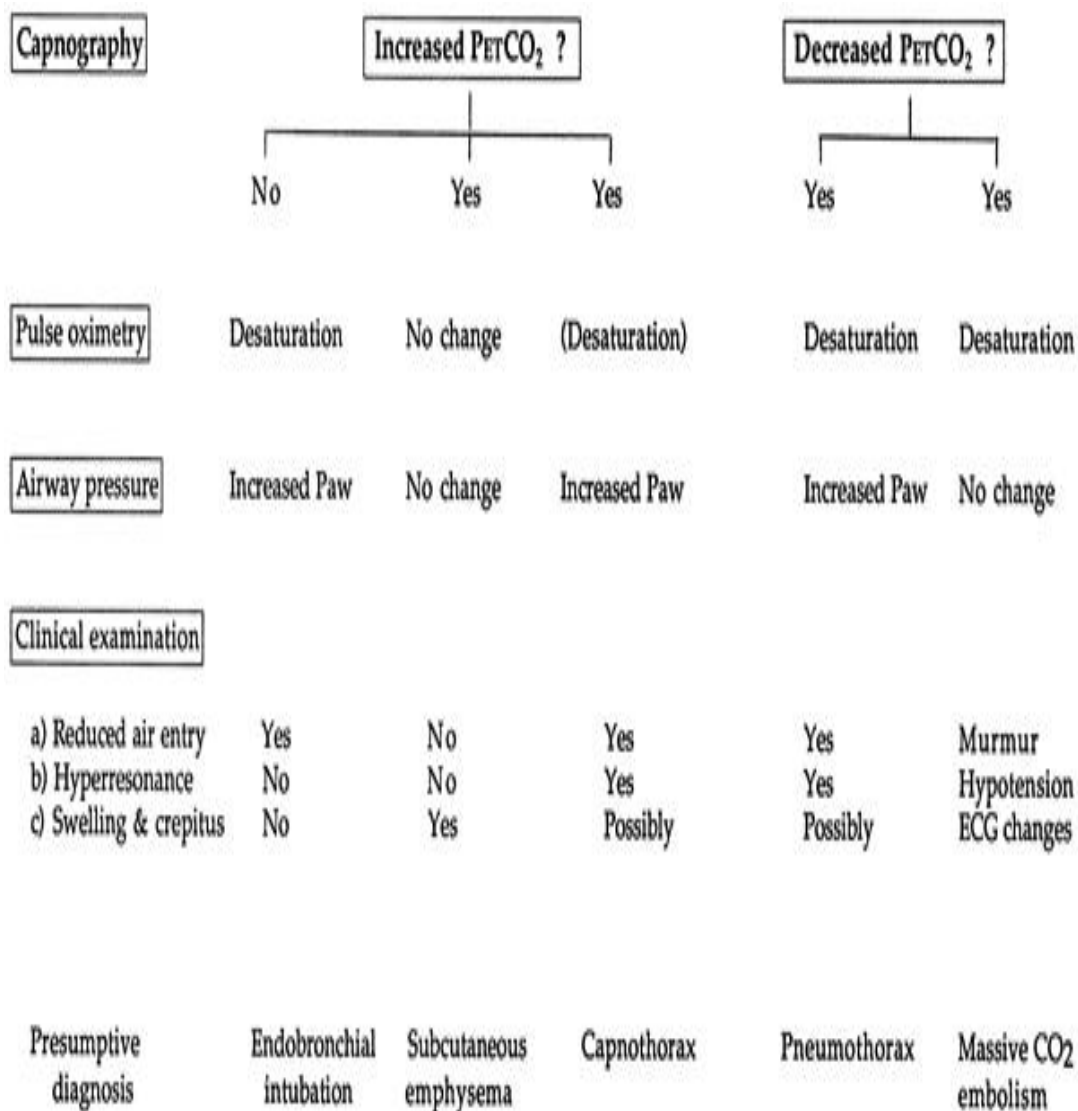 Capnography Increased PETCO2 ? Decreased PETCO2 ?
No Yes Yes Yes Yes
Pulse oximetry Desaturation No change (Desaturation) Desaturation Desaturation
Airway pressure Increased Paw No change Increased Paw Increased Paw No change
Clinical examination
a) Reduced air entry Yes No Yes Yes Murmur
b) Hyperresonance No No Yes Yes Hypotension
c) Swelling & crepitus No Yes Possibly Possibly ECG changes
Presumptive Endobronchial Subcutaneous Capnothorax Pneumothorax Massive CO2
diagnosis intubation emphysema embolism